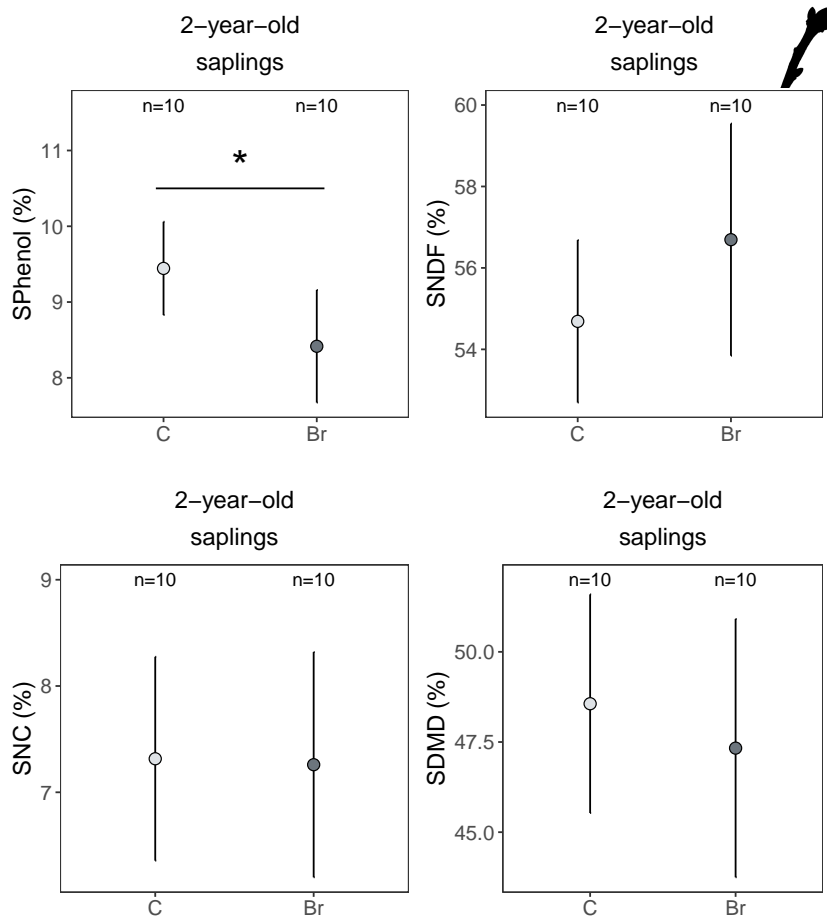 2−year−old
saplings
n=10
n=10
*
11
10
9
8
SPhenol (%)
C
Br
2−year−old
saplings
n=10
n=10
60
58
56
54
SNDF (%)
C
Br
2−year−old
saplings
n=10
n=10
9
8
7
SNC (%)
C
Br
2−year−old
saplings
n=10
n=10
50.0
47.5
45.0
SDMD (%)
C
Br